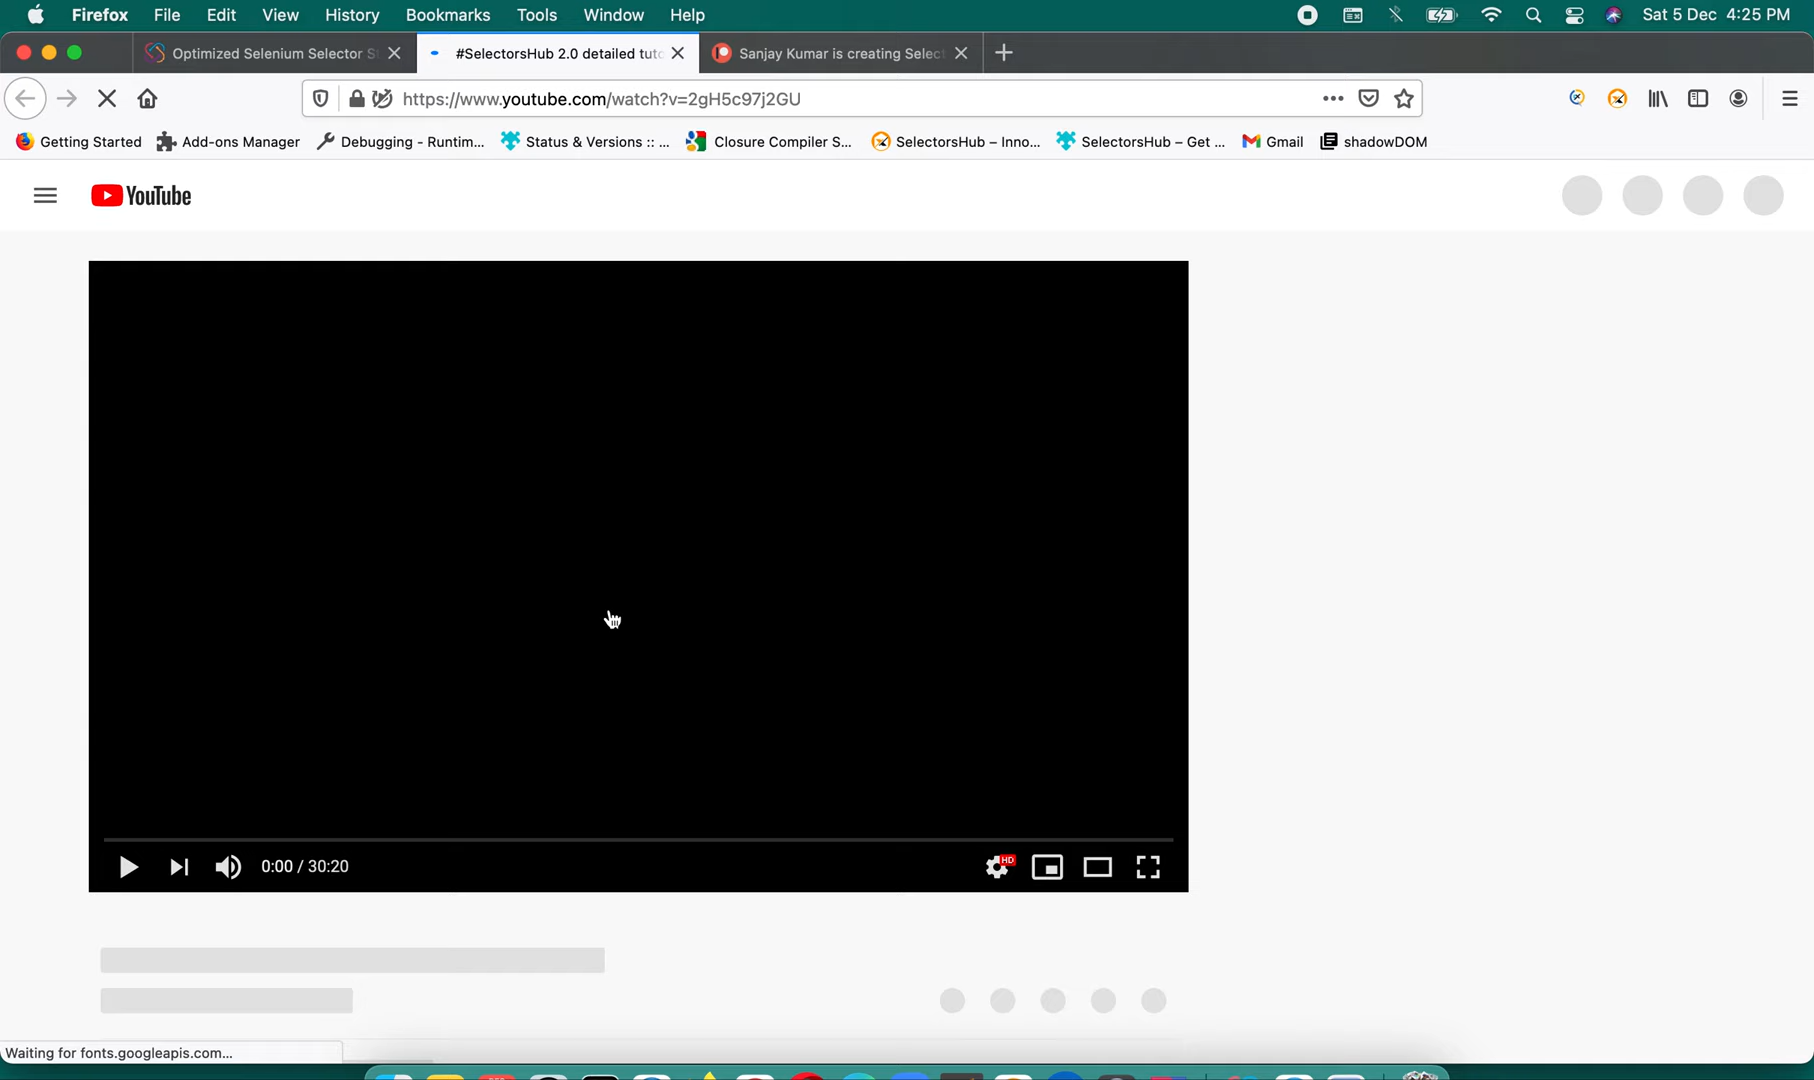 Firefox File Edit View History Bookmarks Tools Window Help Sat 5 Dec 4:25 PM
Optimized Selenium Selector S #SelectorsHub 2.0 detailed tuto Sanjay Kumar is creating Select
https://www.youtube.com/watch?v=2gH5c97j2GU
Getting Started Add-ons Manager Debugging - Runtim... Status & Versions :: ... Closure Compiler S... SelectorsHub – Inno... SelectorsHub – Get ... Gmail shadowDOM
YouTube
0:00 / 30:20 HD
Waiting for fonts.googleapis.com...